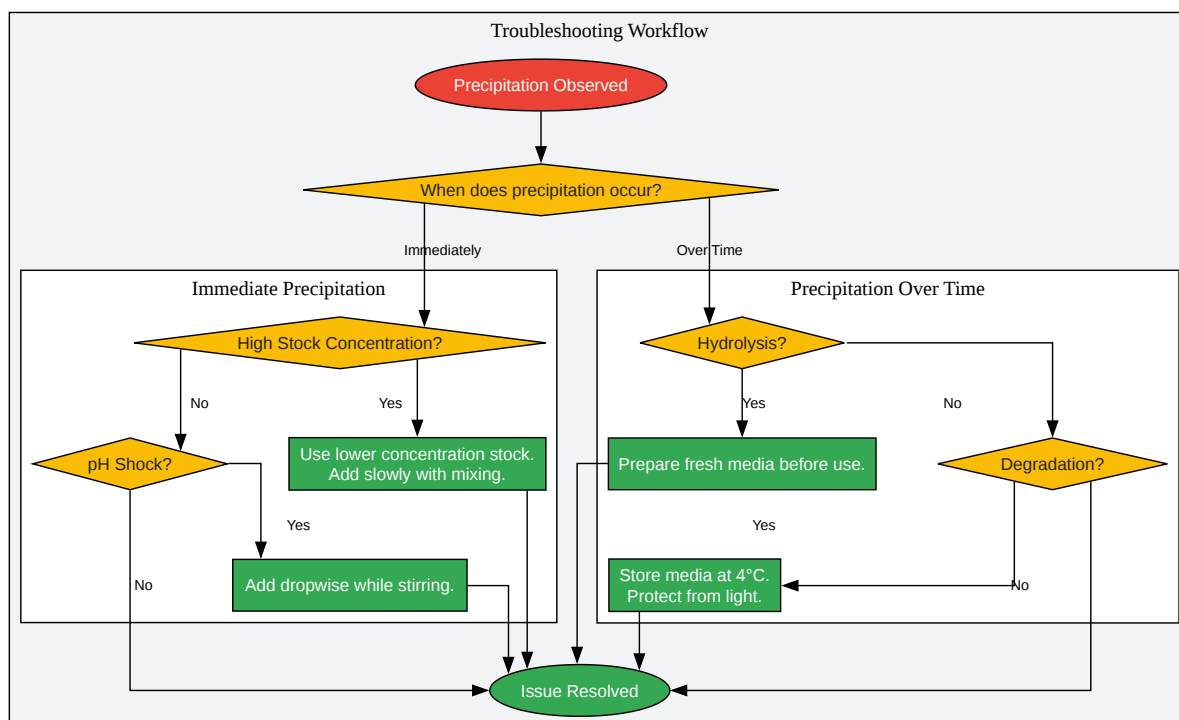 Troubleshooting Workflow
Precipitation Observed
When does precipitation occur?
Immediately
Over Time
Immediate Precipitation
Precipitation Over Time
High Stock Concentration?
Hydrolysis?
No
Yes
Yes
No
pH Shock?
Use lower concentration stock.
Add slowly with mixing.
Prepare fresh media before use.
Degradation?
Yes
Yes
No
Add dropwise while stirring.
Store media at 4°C.
Protect from light.
No
Issue Resolved